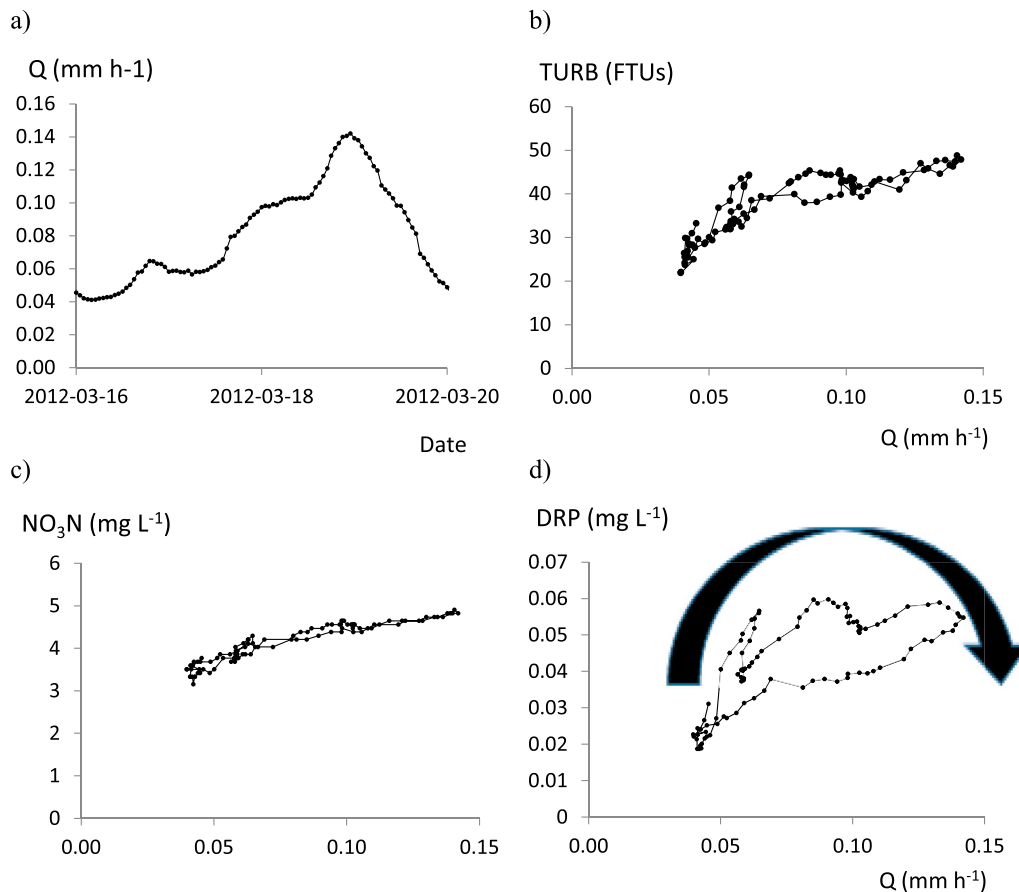 a)
Q (mm h-1)
0.16
0.14
0.12
0.10
0.08
0.06
0.04
0.02
0.00
2012-03-16 2012-03-18 2012-03-20
Date
b)
TURB (FTUs)
60
50
40
30
20
10
0
0.00 0.05 0.10 0.15
Q (mm h⁻¹)
c)
NO₃N (mg L⁻¹)
6
5
4
3
2
1
0
0.00 0.05 0.10 0.15
d)
DRP (mg L⁻¹)
0.07
0.06
0.05
0.04
0.03
0.02
0.01
0
0.00 0.05 0.10 0.15
Q (mm h⁻¹)